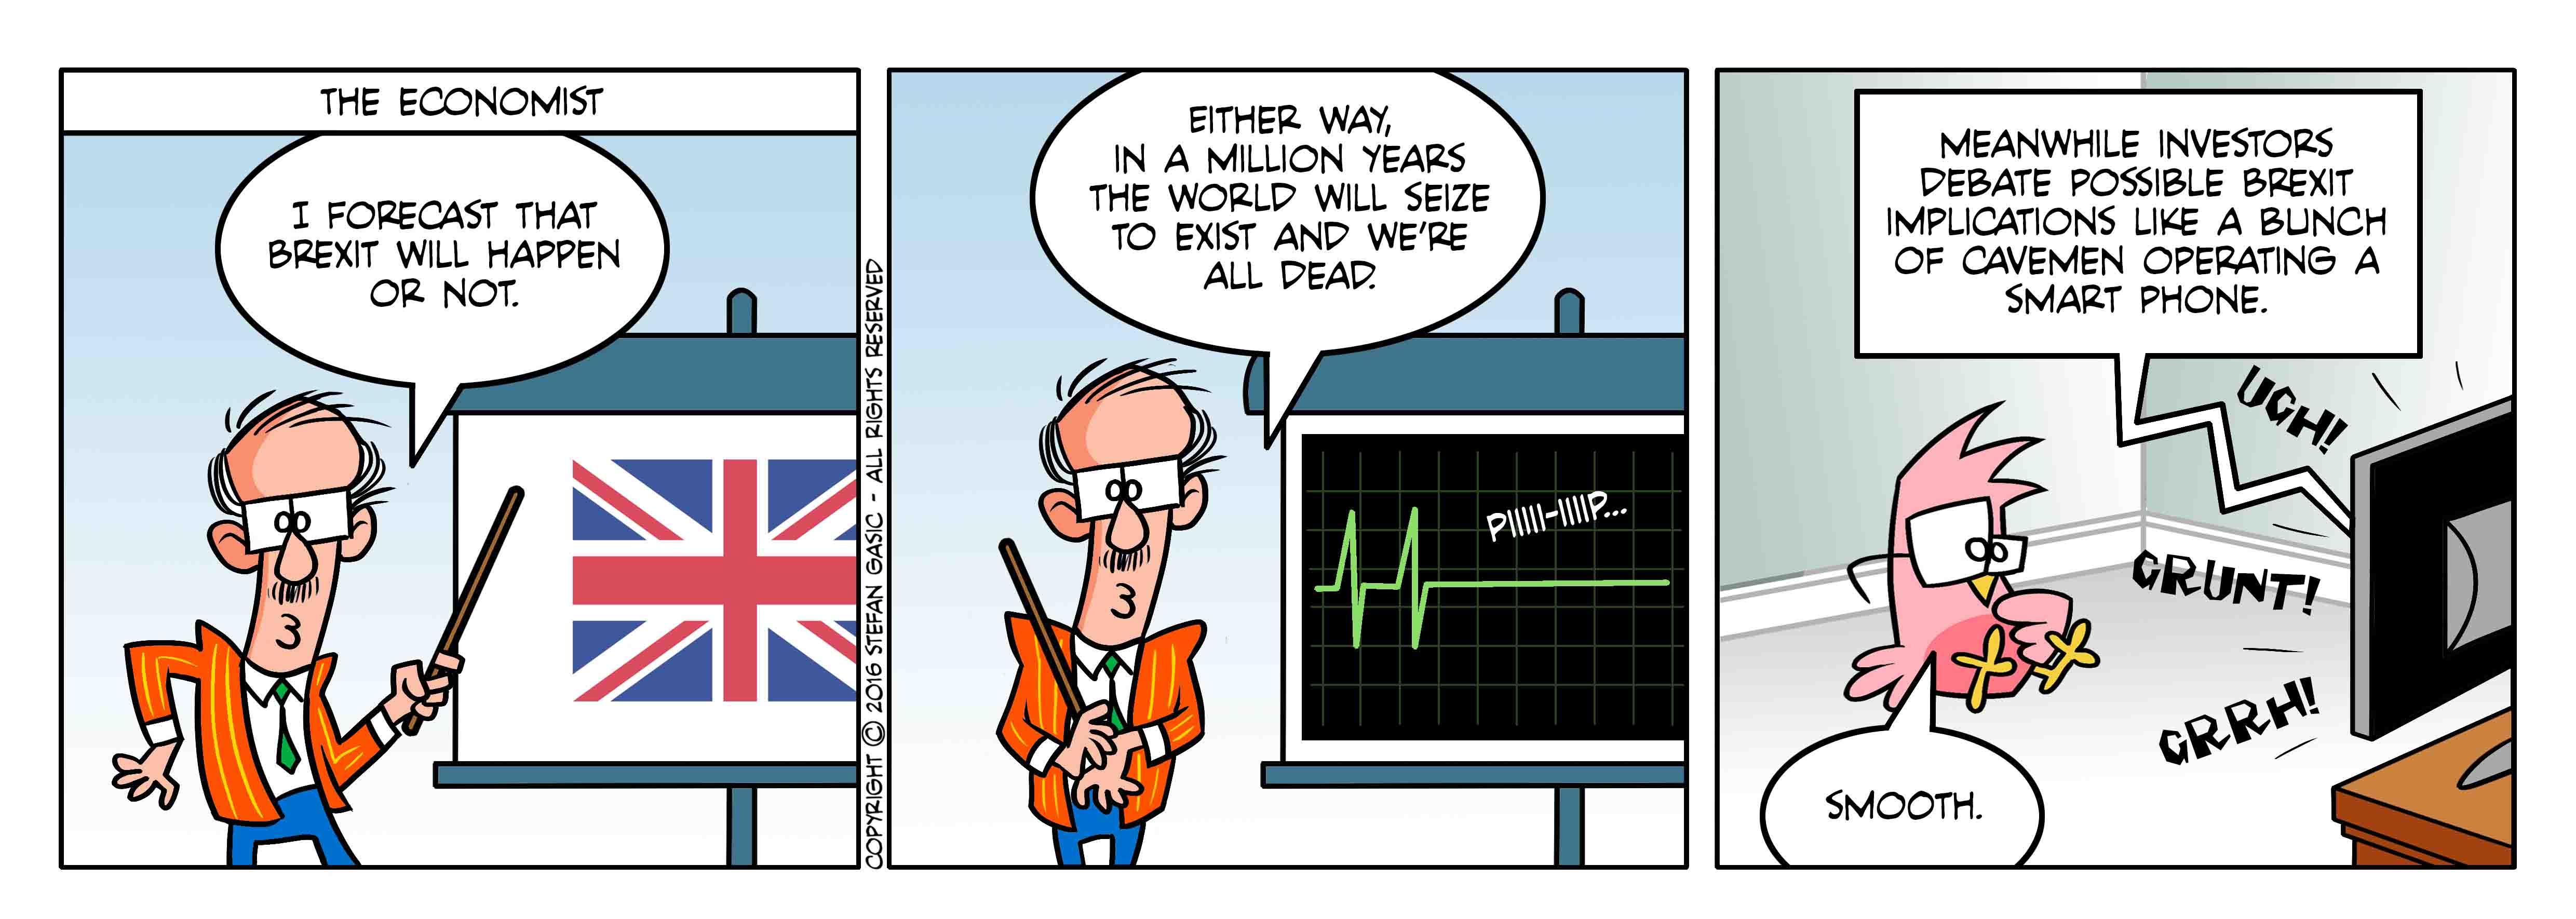 THE ECONOMIST
I FORECAST THAT
BREXIT WILL HAPPEN
OR NOT.
COPYRIGHT © 2016 STEFAN GASIC - ALL RIGHTS RESERVED
EITHER WAY,
IN A MILLION YEARS
THE WORLD WILL SEIZE
TO EXIST AND WE'RE
ALL DEAD.
PIIIII-IIIIIP...
MEANWHILE INVESTORS
DEBATE POSSIBLE BREXIT
IMPLICATIONS LIKE A BUNCH
OF CAVEMEN OPERATING A
SMART PHONE.
UGH!
GRUNT!
GRRH!
SMOOTH.